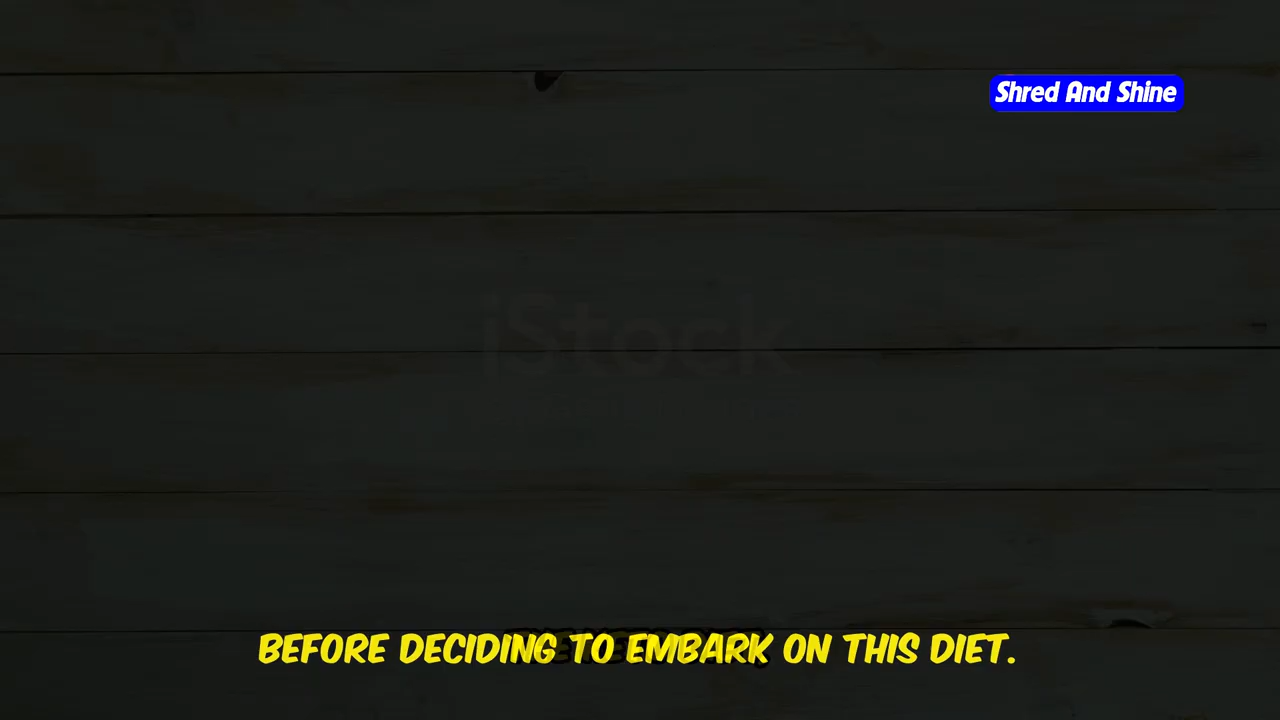 Shred And Shine
iStock
BEFORE DECIDING TO EMBARK ON THIS DIET.